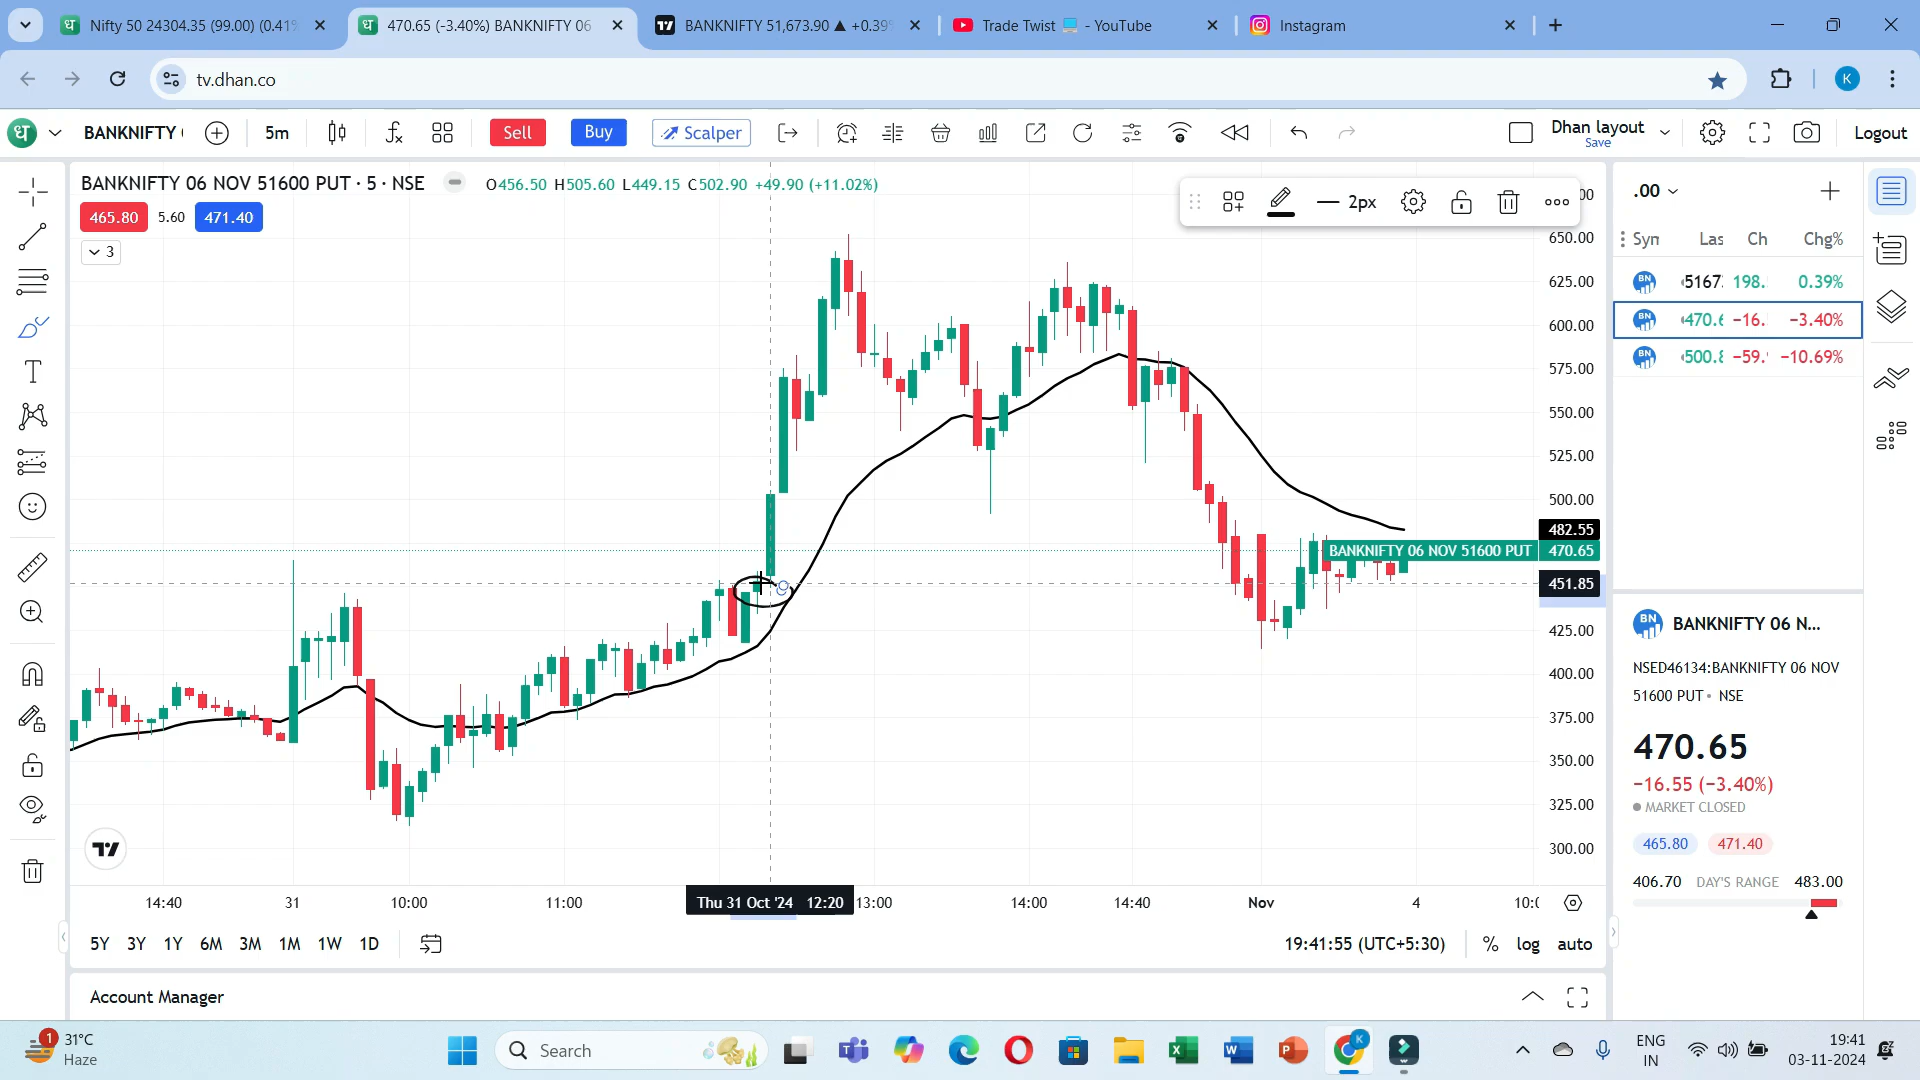 Nifty 50 24304.35 (99.00) (0.41%
470.65 (-3.40%) BANKNIFTY 06
BANKNIFTY 51,673.90 ▲ +0.39%
Trade Twist 💻 - YouTube
Instagram
tv.dhan.co
K
BANKNIFTY
5m
Sell
Buy
Scalper
Dhan layout
Save
Logout
BANKNIFTY 06 NOV 51600 PUT · 5 · NSE
O456.50 H505.60 L449.15 C502.90 +49.90 (+11.02%)
465.80
5.60
471.40
3
2px
.00
Syn
Las
Ch
Chg%
BN
5167
198.
0.39%
BN
470.6
−16.
−3.40%
BN
500.8
−59.
−10.69%
650.00
625.00
600.00
575.00
550.00
525.00
500.00
482.55
BANKNIFTY 06 NOV 51600 PUT
470.65
451.85
425.00
400.00
375.00
350.00
325.00
300.00
14:40
31
10:00
11:00
Thu 31 Oct '24 12:20
13:00
14:00
14:40
Nov
4
10:0
BN
BANKNIFTY 06 N...
NSED46134:BANKNIFTY 06 NOV
51600 PUT • NSE
470.65
−16.55 (−3.40%)
MARKET CLOSED
465.80
471.40
406.70
DAY'S RANGE
483.00
5Y
3Y
1Y
6M
3M
1M
1W
1D
19:41:55 (UTC+5:30)
%
log
auto
Account Manager
1
31°C
Haze
Search
ENG
IN
19:41
03-11-2024